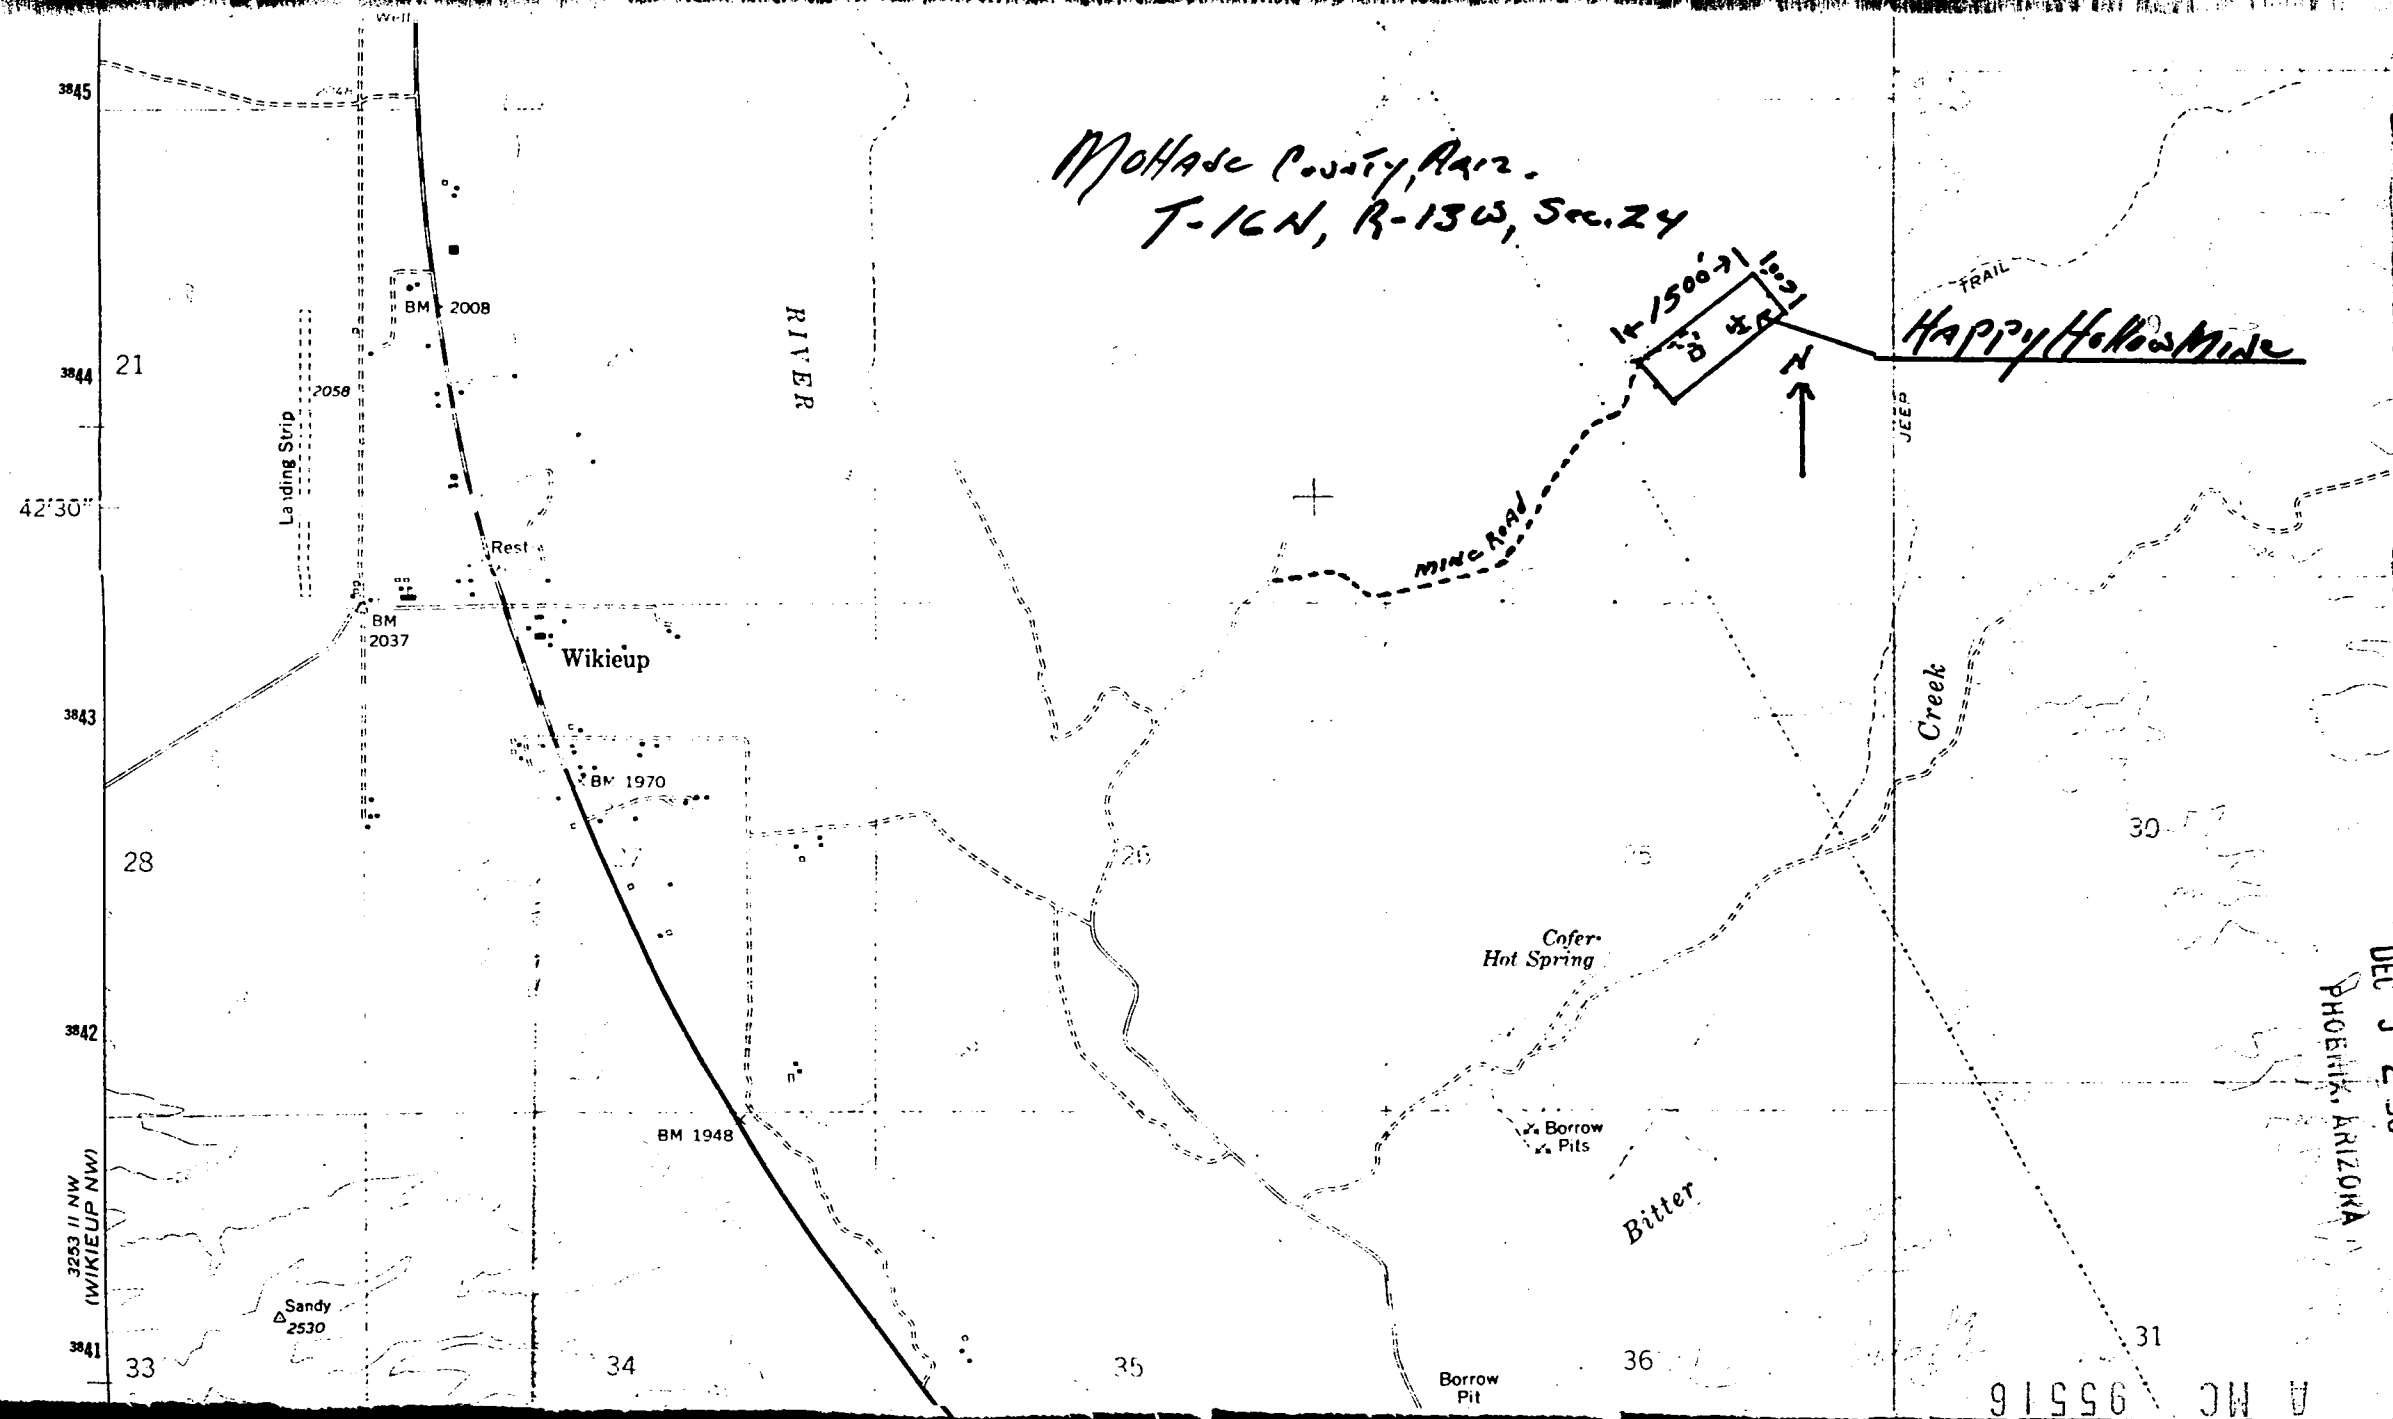 Well
3845
MOHAVE COUNTY, ARIZ.
T-16N, R-13W, Sec. 24
TRAIL
1500'
600'
BM 2008
RIVER
HAPPY HOLLOW MINE
N
3844
21
2058
JEEP
Landing Strip
42'30"
MINE ROAD
Rest
BM
2037
Wikieup
Creek
3843
BM 1970
28
26
25
30
Cofer
Hot Spring
3842
PHOENIX, ARIZONA
BM 1948
Borrow
Pits
3253 II NW
(WIKIEUP NW)
Bitter
Sandy
2530
3841
33
34
35
36
31
Borrow
Pit
A MC 95516